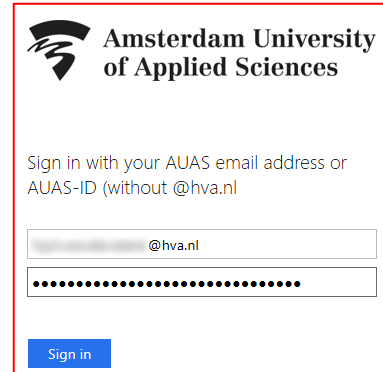 Amsterdam University
of Applied Sciences
Sign in with your AUAS email address or
AUAS-ID (without @hva.nl
@hva.nl
Sign in